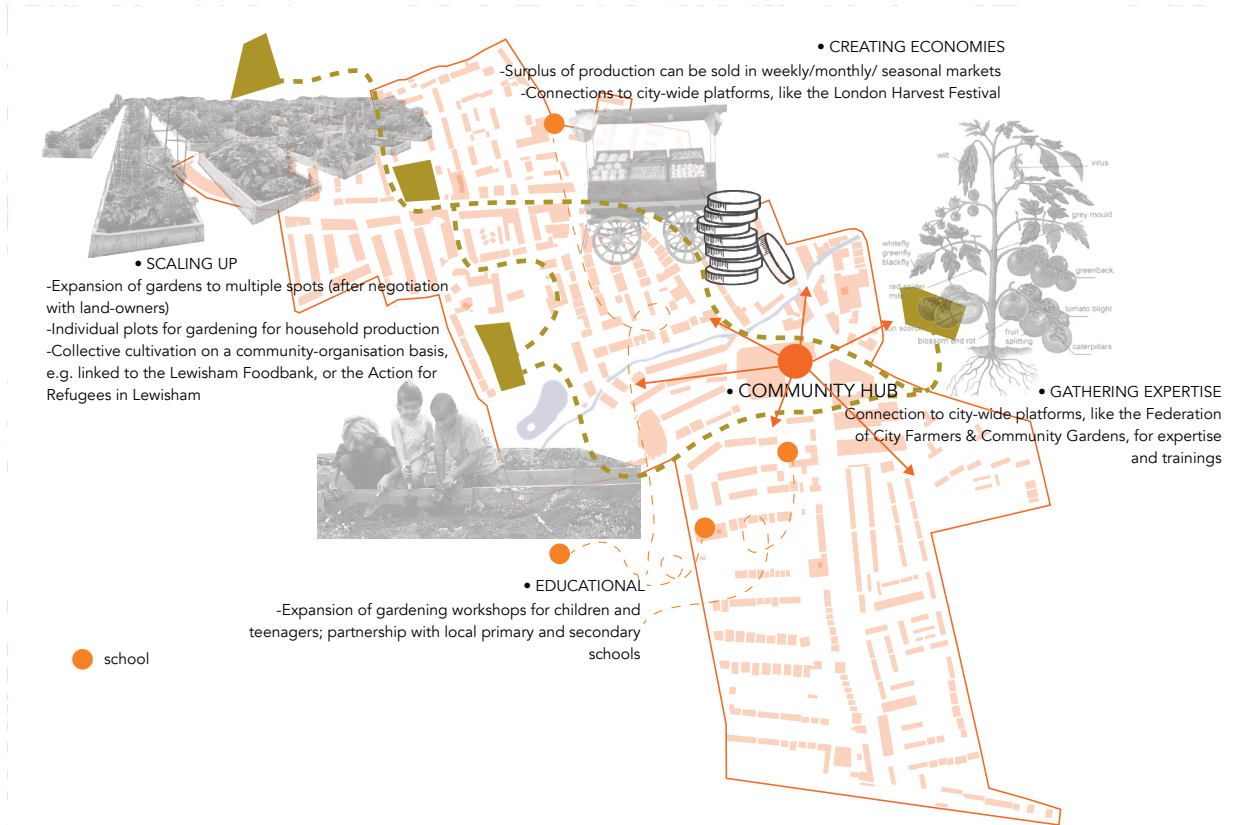 • CREATING ECONOMIES
-Surplus of production can be sold in weekly/monthly/ seasonal markets
-Connections to city-wide platforms, like the London Harvest Festival
wilt
virus
grey mould
whitefly
greenfly
blackfly
greenback
red spider
mite
tomato blight
sun scorch
fruit
splitting
blossom end rot
caterpillars
• SCALING UP
-Expansion of gardens to multiple spots (after negotiation
with land-owners)
-Individual plots for gardening for household production
-Collective cultivation on a community-organisation basis,
e.g. linked to the Lewisham Foodbank, or the Action for
Refugees in Lewisham
• COMMUNITY HUB
• GATHERING EXPERTISE
Connection to city-wide platforms, like the Federation
of City Farmers & Community Gardens, for expertise
and trainings
• EDUCATIONAL
-Expansion of gardening workshops for children and
teenagers; partnership with local primary and secondary
schools
school